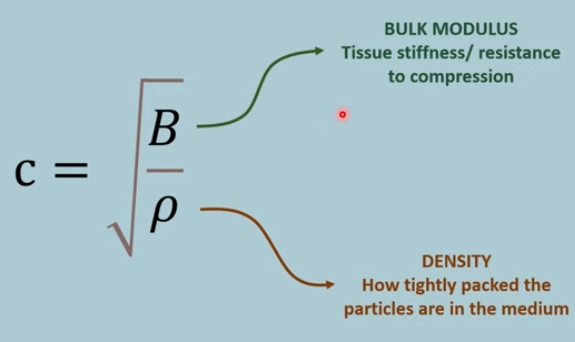 BULK MODULUS
Tissue stiffness/ resistance
to compression
c = √
B
ρ
DENSITY
How tightly packed the
particles are in the medium